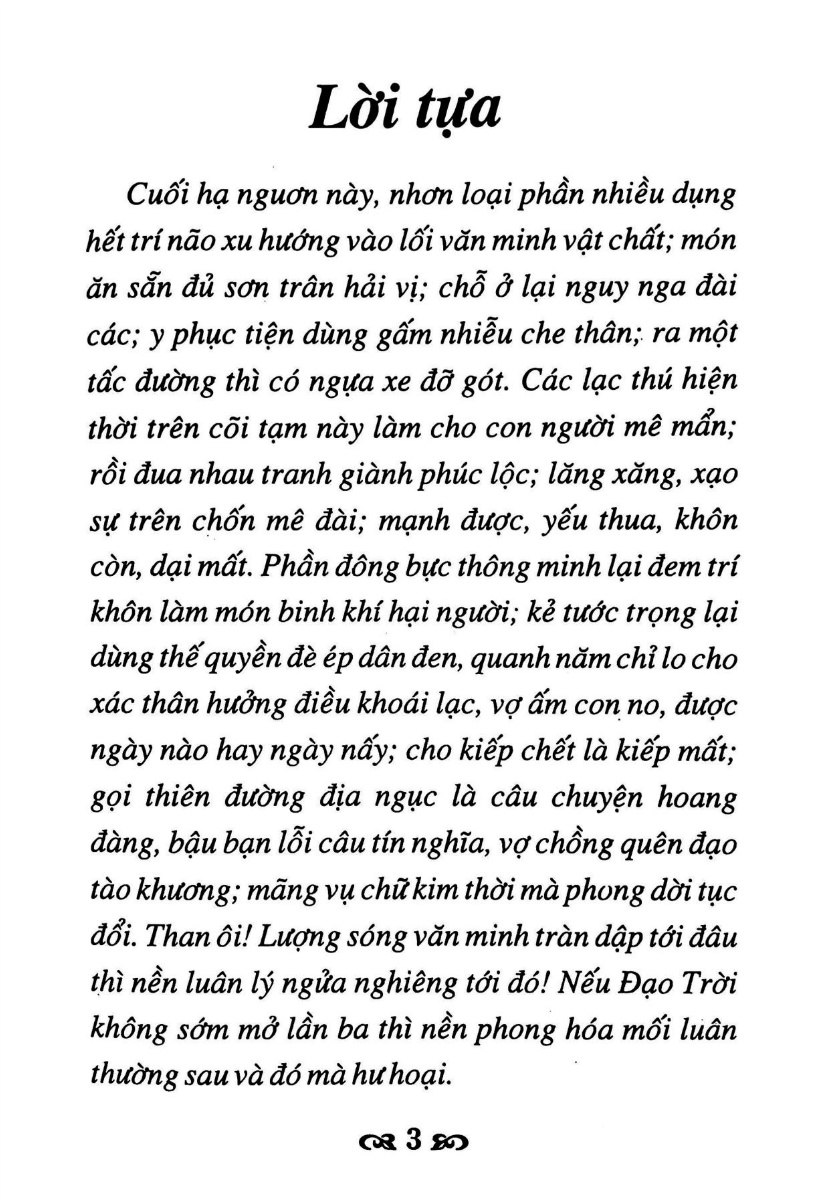 Lời tựa
Cuối hạ nguơn này, nhơn loại phần nhiều dụng
hết trí não xu hướng vào lối văn minh vật chất; món
ăn sẵn đủ sơn trân hải vị; chỗ ở lại nguy nga đài
các; y phục tiện dùng gấm nhiễu che thân; ra một
tấc đường thì có ngựa xe đỡ gót. Các lạc thú hiện
thời trên cõi tạm này làm cho con người mê mẩn;
rồi đua nhau tranh giành phúc lộc; lăng xăng, xạo
sự trên chốn mê đài; mạnh được, yếu thua, khôn
còn, dại mất. Phần đông bực thông minh lại đem trí
khôn làm món binh khí hại người; kẻ tước trọng lại
dùng thế quyền đè ép dân đen, quanh năm chỉ lo cho
xác thân hưởng điều khoái lạc, vợ ấm con no, được
ngày nào hay ngày nấy; cho kiếp chết là kiếp mất;
gọi thiên đường địa ngục là câu chuyện hoang
đàng, bậu bạn lỗi câu tín nghĩa, vợ chồng quên đạo
tào khương; mãng vụ chữ kim thời mà phong dời tục
đổi. Than ôi! Lượng sóng văn minh tràn dập tới đâu
thì nền luân lý ngửa nghiêng tới đó! Nếu Đạo Trời
không sớm mở lần ba thì nền phong hóa mối luân
thường sau và đó mà hư hoại.
3